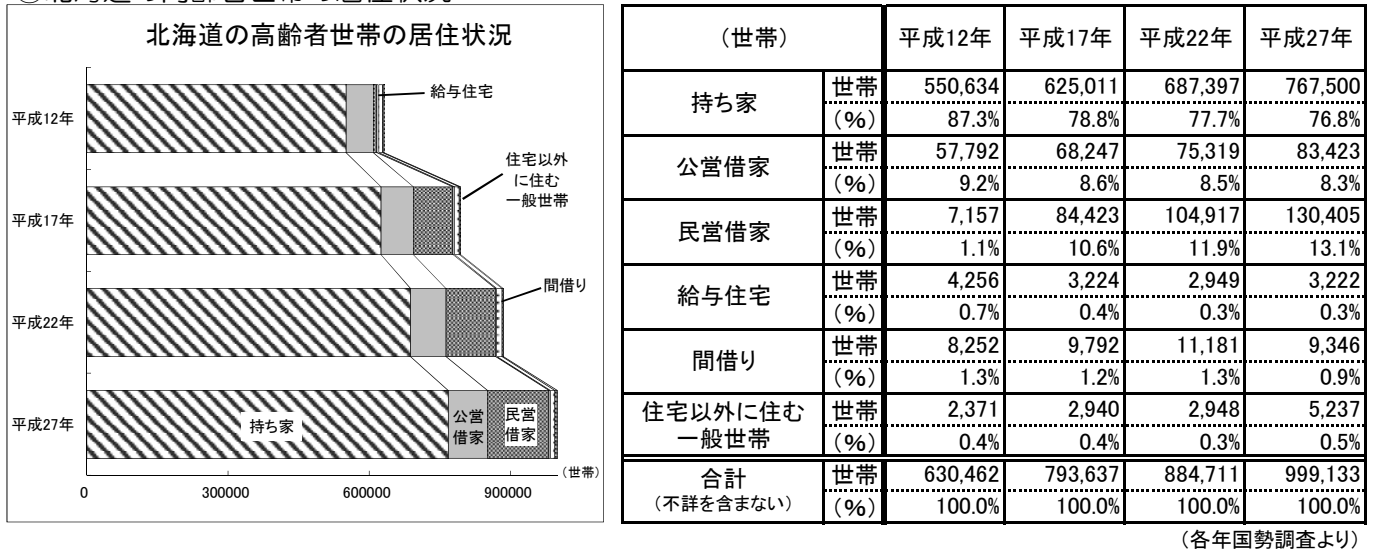 北海道の高齢者世帯の居住状況
給与住宅
平成12年
住宅以外
に住む
一般世帯
平成17年
間借り
平成22年
平成27年
持ち家
公営
借家
民営
借家
(世帯)
0 300000 600000 900000
(世帯) 平成12年 平成17年 平成22年 平成27年
持ち家 世帯 550,634 625,011 687,397 767,500
(%) 87.3% 78.8% 77.7% 76.8%
公営借家 世帯 57,792 68,247 75,319 83,423
(%) 9.2% 8.6% 8.5% 8.3%
民営借家 世帯 7,157 84,423 104,917 130,405
(%) 1.1% 10.6% 11.9% 13.1%
給与住宅 世帯 4,256 3,224 2,949 3,222
(%) 0.7% 0.4% 0.3% 0.3%
間借り 世帯 8,252 9,792 11,181 9,346
(%) 1.3% 1.2% 1.3% 0.9%
住宅以外に住む 世帯 2,371 2,940 2,948 5,237
一般世帯 (%) 0.4% 0.4% 0.3% 0.5%
合計 世帯 630,462 793,637 884,711 999,133
(不詳を含まない) (%) 100.0% 100.0% 100.0% 100.0%
(各年国勢調査より)